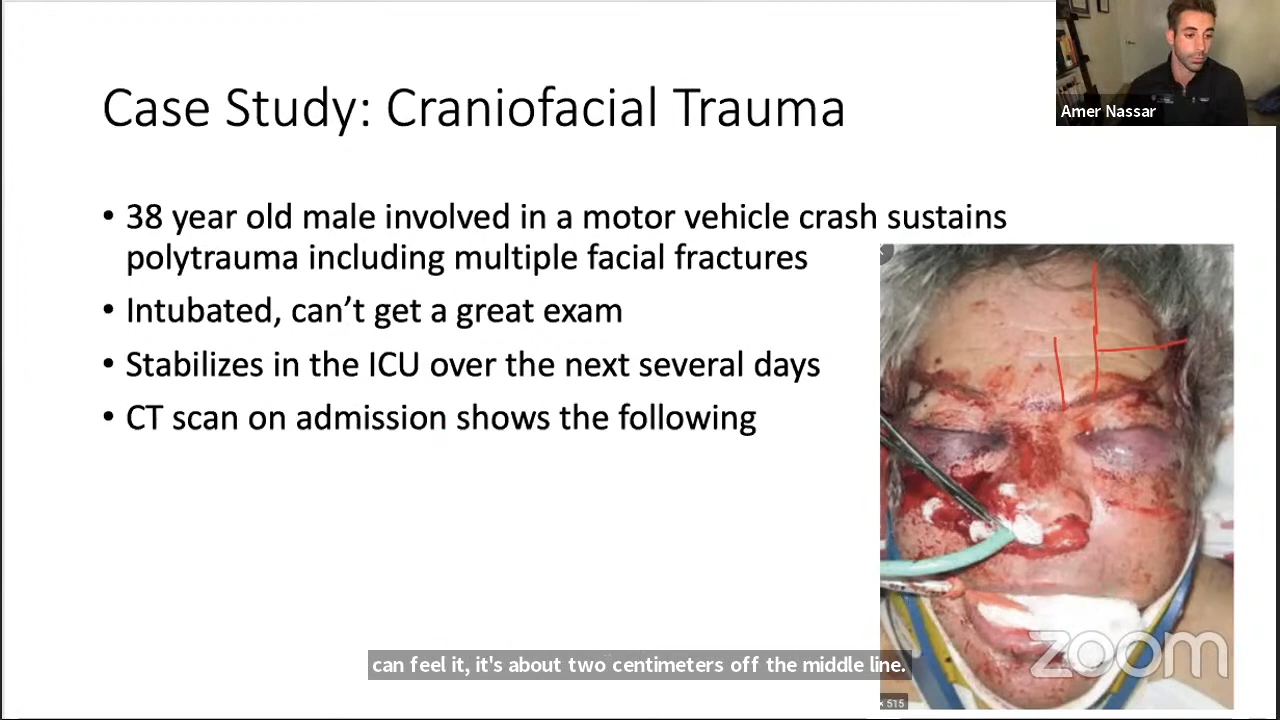 Amer Nassar
Case Study: Craniofacial Trauma
• 38 year old male involved in a motor vehicle crash sustains
polytrauma including multiple facial fractures
• Intubated, can’t get a great exam
• Stabilizes in the ICU over the next several days
• CT scan on admission shows the following
can feel it, it's about two centimeters off the middle line.
zoom
× 515